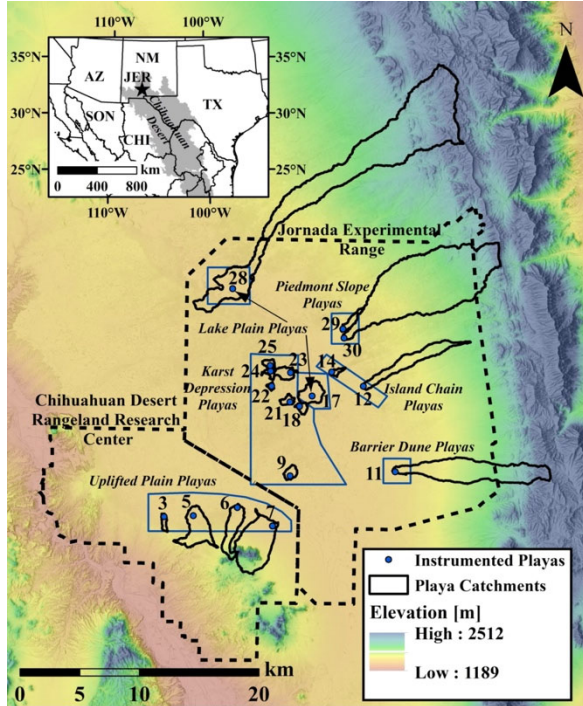 110°W
100°W
N
35°N
30°N
25°N
NM
AZ
JER
TX
SON
CHI
Chihuahuan
Desert
km
0 400 800
35°N
30°N
25°N
110°W
100°W
Jornada Experimental
Range
28
Piedmont Slope
Playas
29
30
Lake Plain Playas
25
23
14
24
Karst
Depression
Playas
22
17
12
Island Chain
Playas
21
18
Chihuahuan Desert
Rangeland Research
Center
9
Barrier Dune Playas
11
Uplifted Plain Playas
3
5
6
7
Instrumented Playas
Playa Catchments
Elevation [m]
High : 2512
Low : 1189
km
0 5 10 20